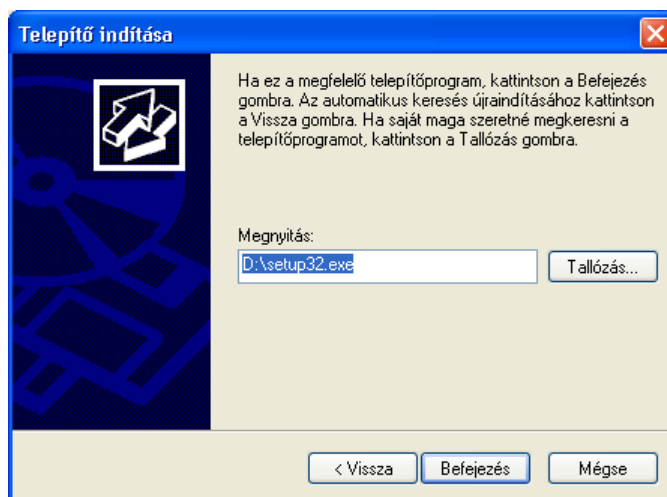 Telepítő indítása
Ha ez a megfelelő telepítőprogram, kattintson a Befejezés
gombra. Az automatikus keresés újraindításához kattintson
a Vissza gombra. Ha saját maga szeretné megkeresni a
telepítőprogramot, kattintson a Tallózás gombra.
Megnyitás:
D:\setup32.exe
Tallózás...
< Vissza
Befejezés
Mégse